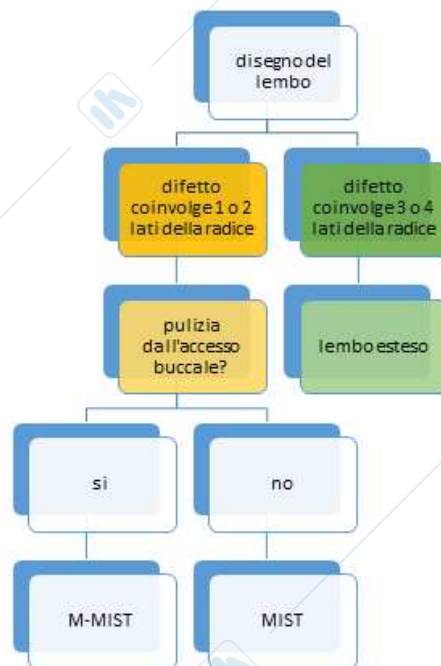 disegno del
lembo
difetto
coinvolge 1 o 2
lati della radice
difetto
coinvolge 3 o 4
lati della radice
pulizia
dall'accesso
buccale?
lembo esteso
si
no
M-MIST
MIST